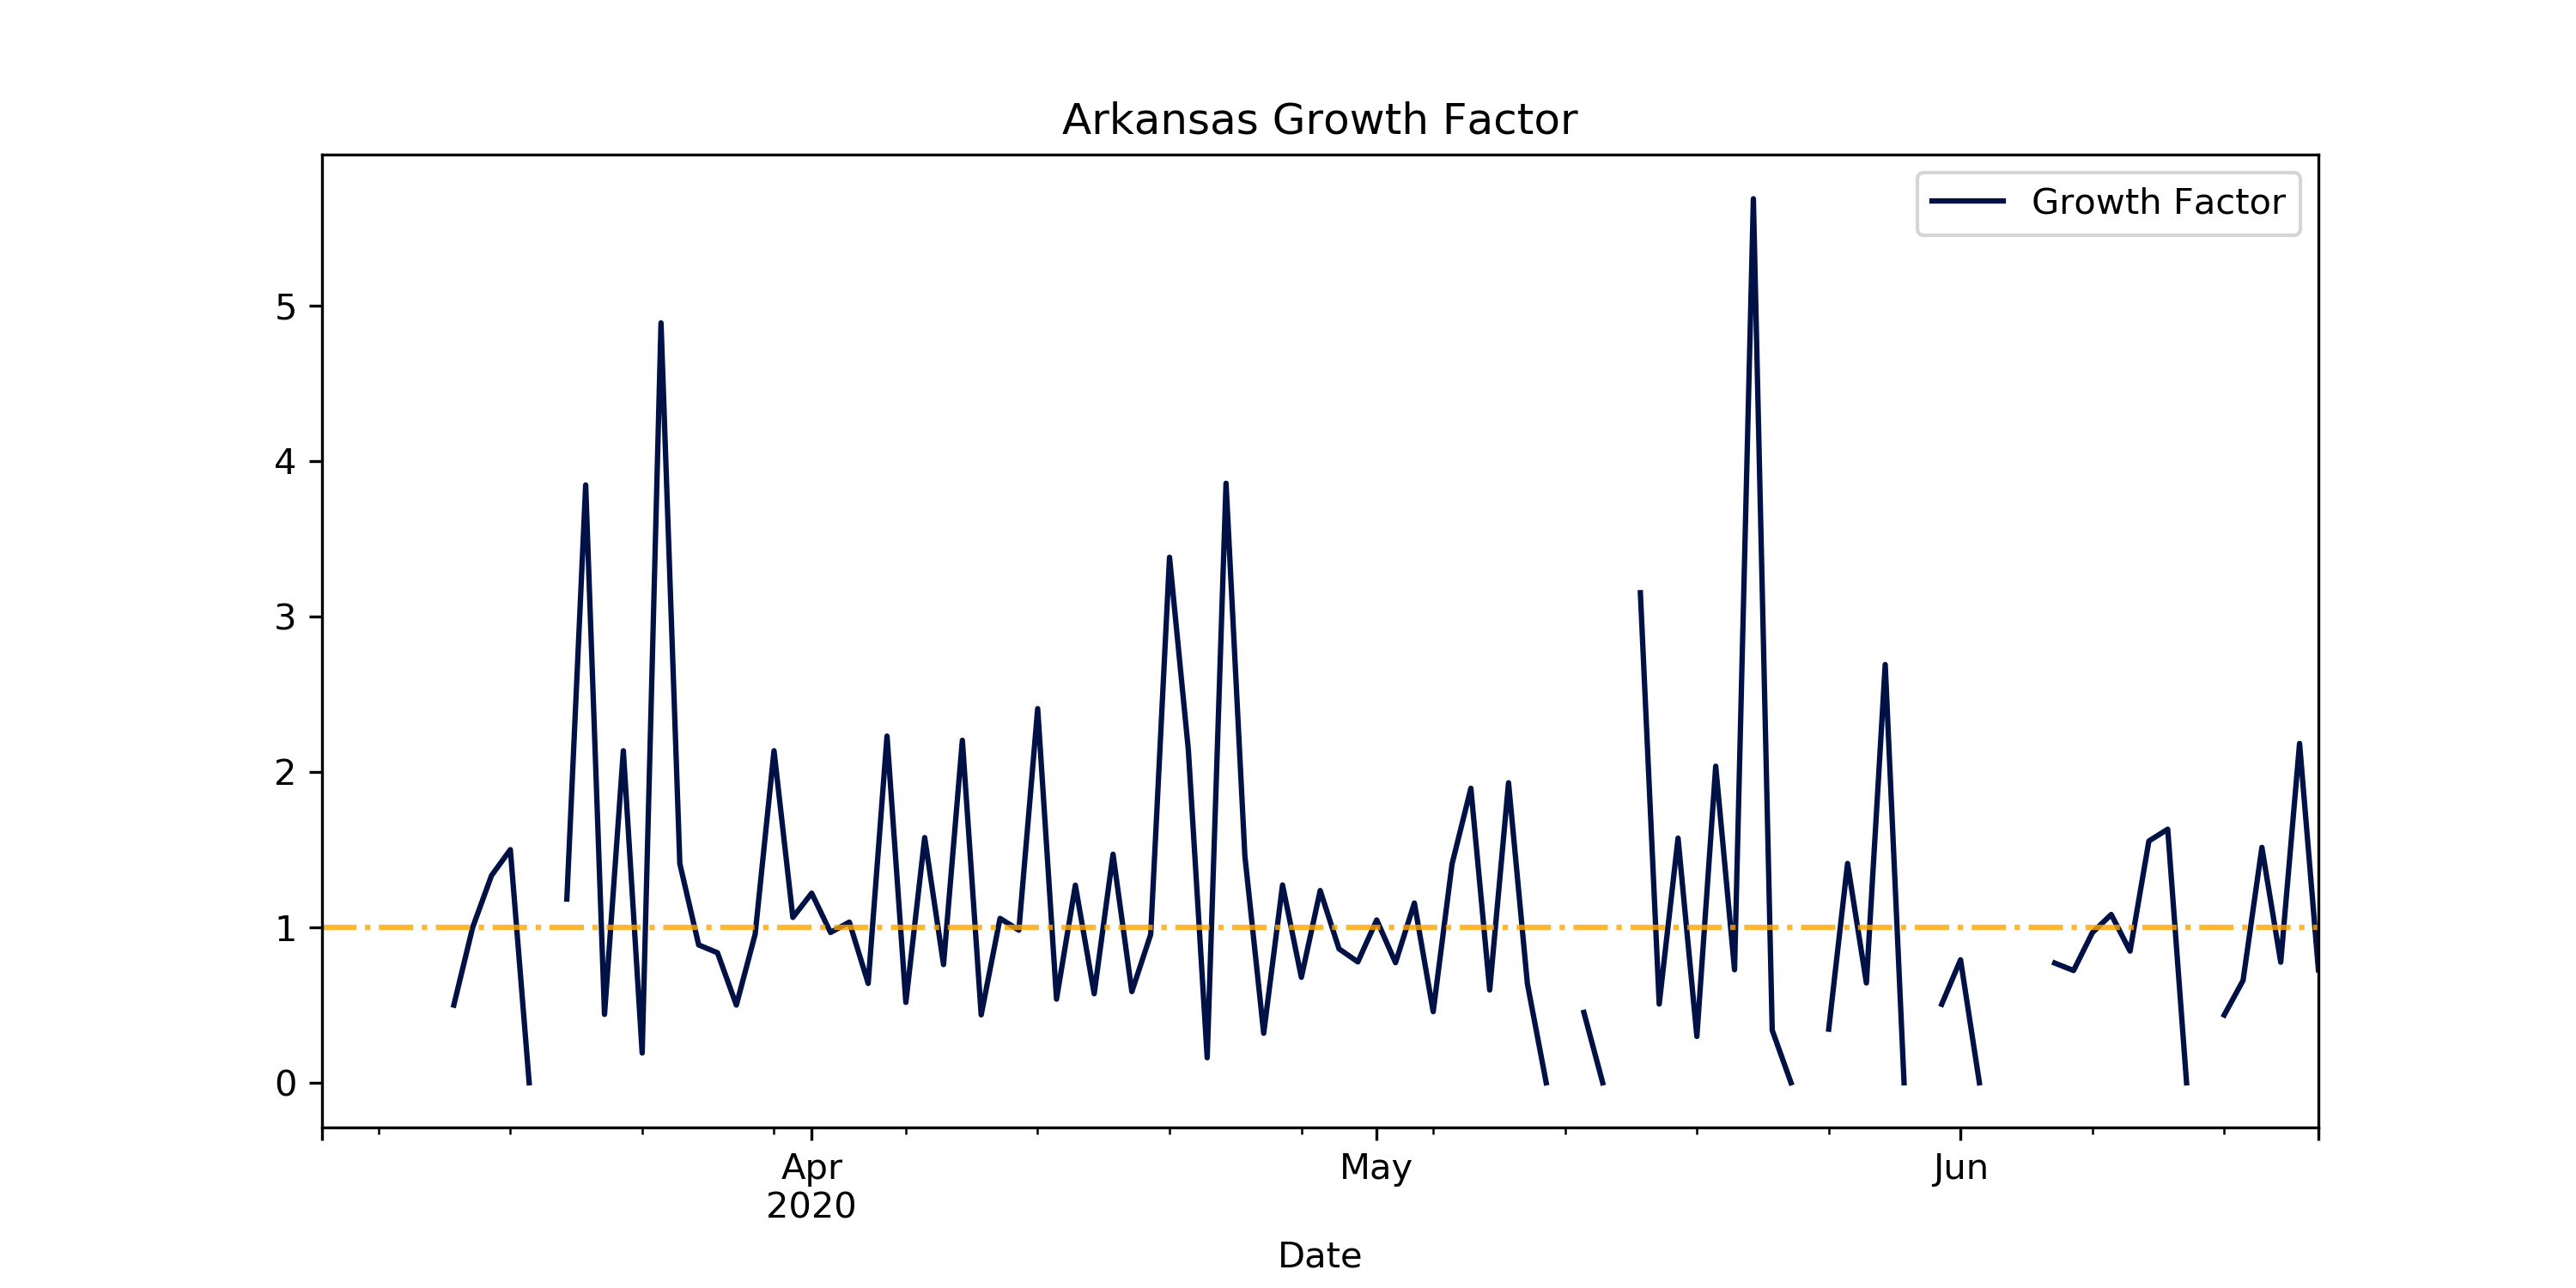 Arkansas Growth Factor
Growth Factor
5
4
3
2
1
0
Apr
2020
May
Jun
Date